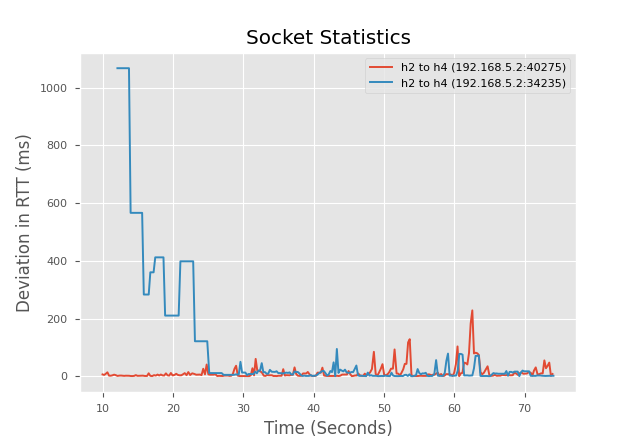 Socket Statistics
h2 to h4 (192.168.5.2:40275)
h2 to h4 (192.168.5.2:34235)
Deviation in RTT (ms)
1000
800
600
400
200
0
10 20 30 40 50 60 70
Time (Seconds)